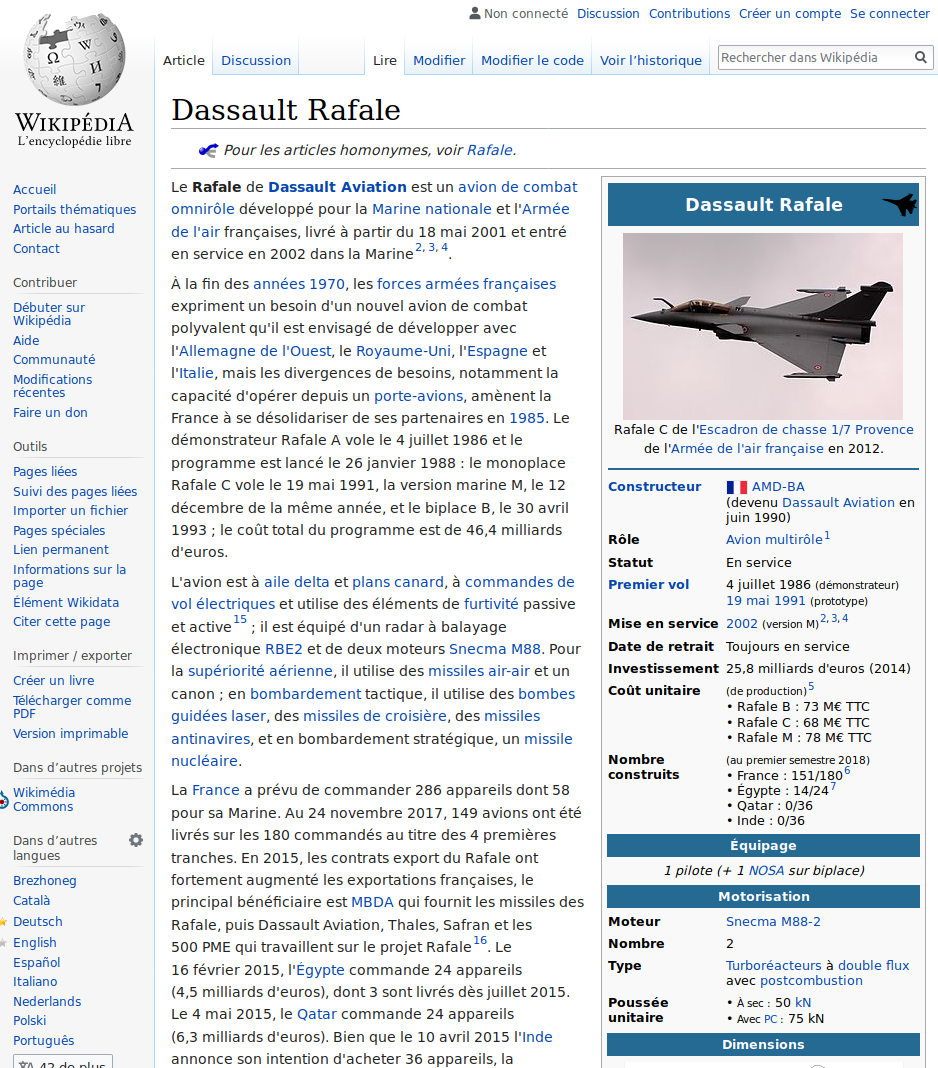 Non connecté Discussion Contributions Créer un compte Se connecter
Article Discussion Lire Modifier Modifier le code Voir l’historique Rechercher dans Wikipédia
WIKIPÉDIA
L'encyclopédie libre
Accueil
Portails thématiques
Article au hasard
Contact
Contribuer
Débuter sur
Wikipédia
Aide
Communauté
Modifications
récentes
Faire un don
Outils
Pages liées
Suivi des pages liées
Importer un fichier
Pages spéciales
Lien permanent
Informations sur la
page
Élément Wikidata
Citer cette page
Imprimer / exporter
Créer un livre
Télécharger comme
PDF
Version imprimable
Dans d’autres projets
Wikimédia
Commons
Dans d’autres
langues
Brezhoneg
Català
Deutsch
English
Español
Italiano
Nederlands
Polski
Português
42 de plus
Dassault Rafale
Pour les articles homonymes, voir Rafale.
Le Rafale de Dassault Aviation est un avion de combat
omnirôle développé pour la Marine nationale et l'Armée
de l'air françaises, livré à partir du 18 mai 2001 et entré
en service en 2002 dans la Marine2, 3, 4.
À la fin des années 1970, les forces armées françaises
expriment un besoin d'un nouvel avion de combat
polyvalent qu'il est envisagé de développer avec
l'Allemagne de l'Ouest, le Royaume-Uni, l'Espagne et
l'Italie, mais les divergences de besoins, notamment la
capacité d'opérer depuis un porte-avions, amènent la
France à se désolidariser de ses partenaires en 1985. Le
démonstrateur Rafale A vole le 4 juillet 1986 et le
programme est lancé le 26 janvier 1988 : le monoplace
Rafale C vole le 19 mai 1991, la version marine M, le 12
décembre de la même année, et le biplace B, le 30 avril
1993 ; le coût total du programme est de 46,4 milliards
d'euros.
L'avion est à aile delta et plans canard, à commandes de
vol électriques et utilise des éléments de furtivité passive
et active15 ; il est équipé d'un radar à balayage
électronique RBE2 et de deux moteurs Snecma M88. Pour
la supériorité aérienne, il utilise des missiles air-air et un
canon ; en bombardement tactique, il utilise des bombes
guidées laser, des missiles de croisière, des missiles
antinavires, et en bombardement stratégique, un missile
nucléaire.
La France a prévu de commander 286 appareils dont 58
pour sa Marine. Au 24 novembre 2017, 149 avions ont été
livrés sur les 180 commandés au titre des 4 premières
tranches. En 2015, les contrats export du Rafale ont
fortement augmenté les exportations françaises, le
principal bénéficiaire est MBDA qui fournit les missiles des
Rafale, puis Dassault Aviation, Thales, Safran et les
500 PME qui travaillent sur le projet Rafale16. Le
16 février 2015, l'Égypte commande 24 appareils
(4,5 milliards d'euros), dont 3 sont livrés dès juillet 2015.
Le 4 mai 2015, le Qatar commande 24 appareils
(6,3 milliards d'euros). Bien que le 10 avril 2015 l'Inde
annonce son intention d'acheter 36 appareils, la
Dassault Rafale
Rafale C de l'Escadron de chasse 1/7 Provence
de l'Armée de l'air française en 2012.
Constructeur AMD-BA
(devenu Dassault Aviation en
juin 1990)
Rôle Avion multirôle1
Statut En service
Premier vol 4 juillet 1986 (démonstrateur)
19 mai 1991 (prototype)
Mise en service 2002 (version M)2, 3, 4
Date de retrait Toujours en service
Investissement 25,8 milliards d'euros (2014)
Coût unitaire (de production)5
• Rafale B : 73 M€ TTC
• Rafale C : 68 M€ TTC
• Rafale M : 78 M€ TTC
Nombre (au premier semestre 2018)
construits • France : 151/1806
• Égypte : 14/247
• Qatar : 0/36
• Inde : 0/36
Équipage
1 pilote (+ 1 NOSA sur biplace)
Motorisation
Moteur Snecma M88-2
Nombre 2
Type Turboréacteurs à double flux
avec postcombustion
Poussée • À sec : 50 kN
unitaire • Avec PC : 75 kN
Dimensions